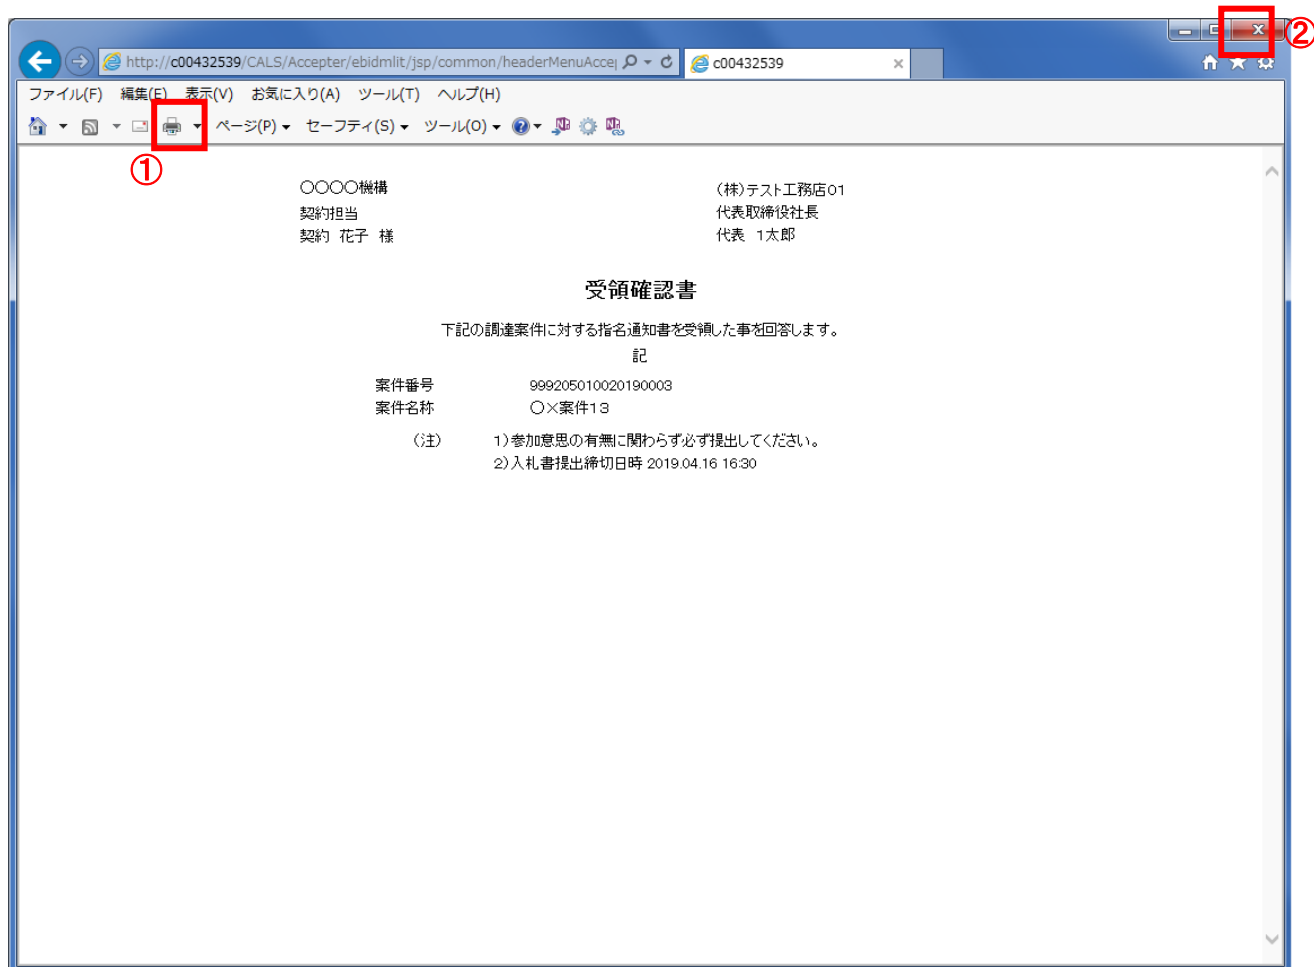 ②
http://c00432539/CALS/Accepter/ebidmlit/jsp/common/headerMenuAcce
c00432539
ファイル(F) 編集(E) 表示(V) お気に入り(A) ツール(T) ヘルプ(H)
ページ(P) セーフティ(S) ツール(O)
①
〇〇〇〇機構 (株)テスト工務店01
契約担当 代表取締役社長
契約 花子 様 代表 1太郎
受領確認書
下記の調達案件に対する指名通知書を受領した事を回答します。
記
案件番号 999205010020190003
案件名称 〇×案件13
(注) 1)参加意思の有無に関わらず必ず提出してください。
2)入札書提出締切日時 2019.04.16 16:30